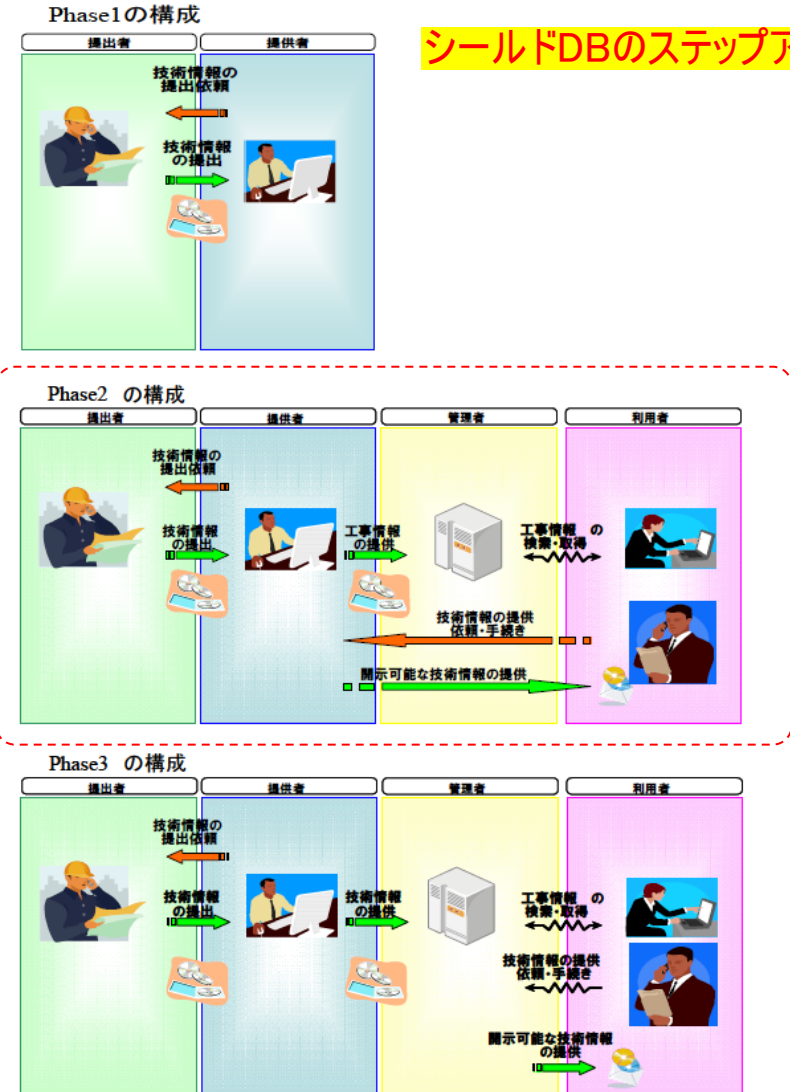 Phase1の構成
シールドDBのステップア
提出者
提供者
技術情報の
提出依頼
技術情報
の提出
Phase2 の構成
提出者
提供者
管理者
利用者
技術情報の
提出依頼
技術情報
の提出
工事情報
の提供
工事情報 の
検索・取得
技術情報の提供
依頼・手続き
開示可能な技術情報の提供
Phase3 の構成
提出者
提供者
管理者
利用者
技術情報の
提出依頼
技術情報
の提出
技術情報
の提供
工事情報 の
検索・取得
技術情報の提供
依頼・手続き
開示可能な技術情報
の提供